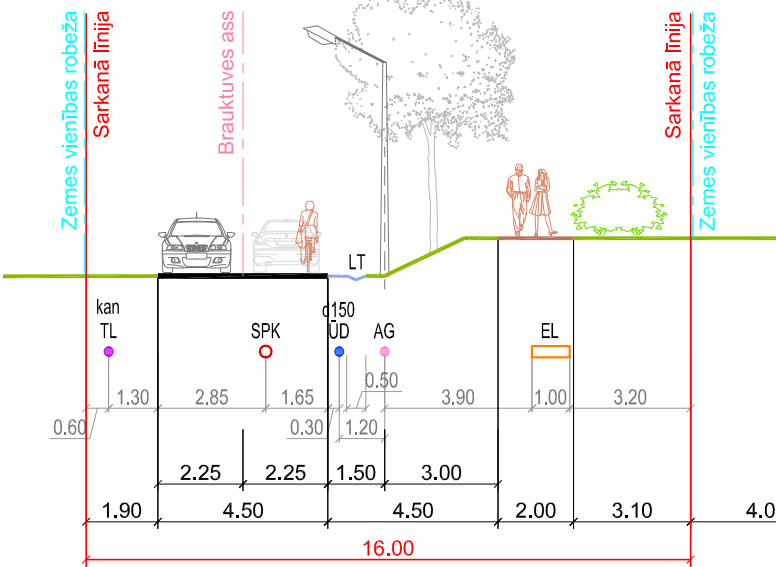 Zemes vienības robeža
Sarkanā līnija
Brauktuves ass
Sarkanā līnija
Zemes vienības robeža
LT
kan
TL
SPK
d150
ŪD
AG
EL
0.50
1.30
2.85
1.65
3.90
1.00
3.20
0.60
0.30
1.20
2.25
2.25
1.50
3.00
1.90
4.50
4.50
2.00
3.10
4.0
16.00